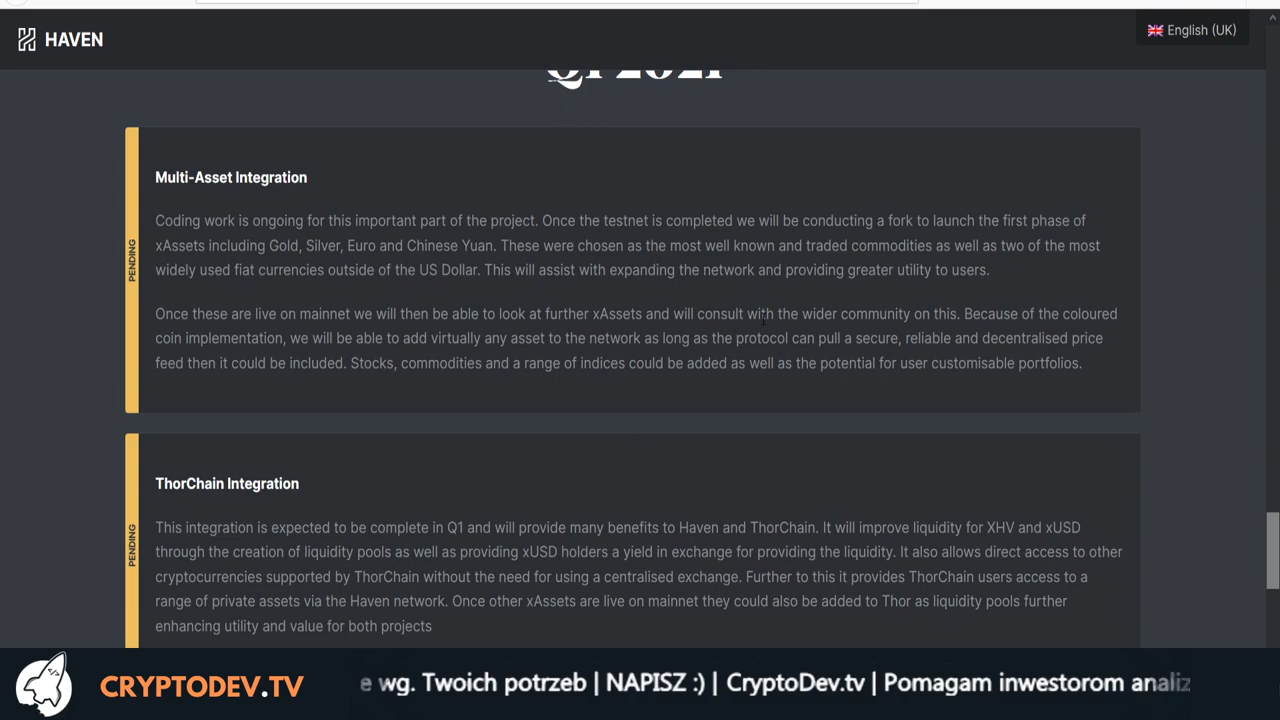 HAVEN
English (UK)
Q1 2021
Multi-Asset Integration
Coding work is ongoing for this important part of the project. Once the testnet is completed we will be conducting a fork to launch the first phase of
xAssets including Gold, Silver, Euro and Chinese Yuan. These were chosen as the most well known and traded commodities as well as two of the most
widely used fiat currencies outside of the US Dollar. This will assist with expanding the network and providing greater utility to users.
Once these are live on mainnet we will then be able to look at further xAssets and will consult with the wider community on this. Because of the coloured
coin implementation, we will be able to add virtually any asset to the network as long as the protocol can pull a secure, reliable and decentralised price
feed then it could be included. Stocks, commodities and a range of indices could be added as well as the potential for user customisable portfolios.
PENDING
ThorChain Integration
This integration is expected to be complete in Q1 and will provide many benefits to Haven and ThorChain. It will improve liquidity for XHV and xUSD
through the creation of liquidity pools as well as providing xUSD holders a yield in exchange for providing the liquidity. It also allows direct access to other
cryptocurrencies supported by ThorChain without the need for using a centralised exchange. Further to this it provides ThorChain users access to a
range of private assets via the Haven network. Once other xAssets are live on mainnet they could also be added to Thor as liquidity pools further
enhancing utility and value for both projects
PENDING
CRYPTODEV.TV
e wg. Twoich potrzeb | NAPISZ :) | CryptoDev.tv | Pomagam inwestorom analiz